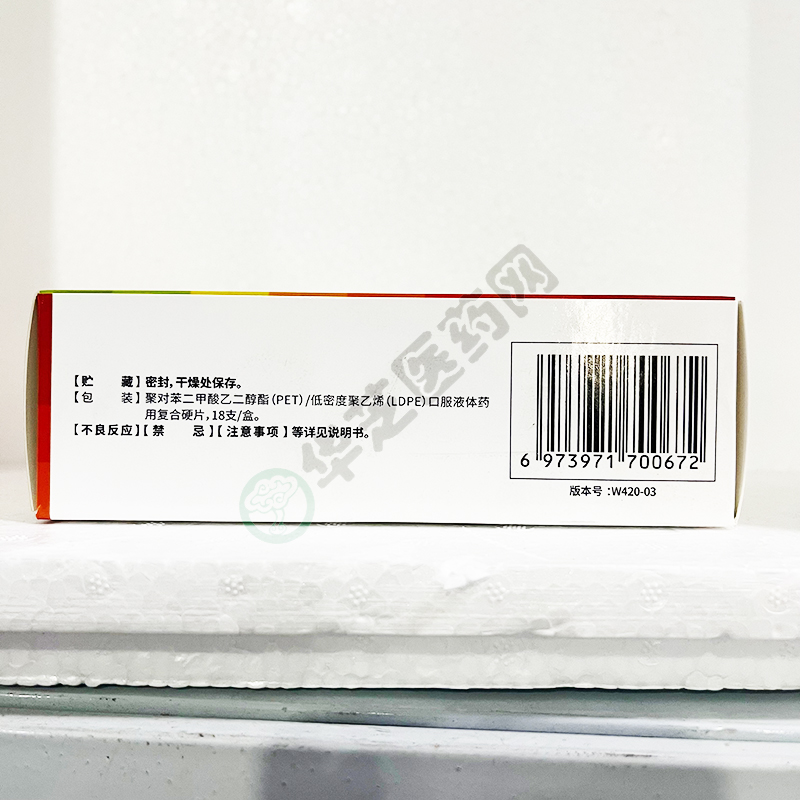 【贮　　藏】密封，干燥处保存。
【包　　装】聚对苯二甲酸乙二醇酯（PET）/低密度聚乙烯（LDPE）口服液体药
用复合硬片，18支/盒。
【不良反应】【禁　　忌】【注意事项】等详见说明书。
6 973971 700672
版本号：W420-03
华芝医药网